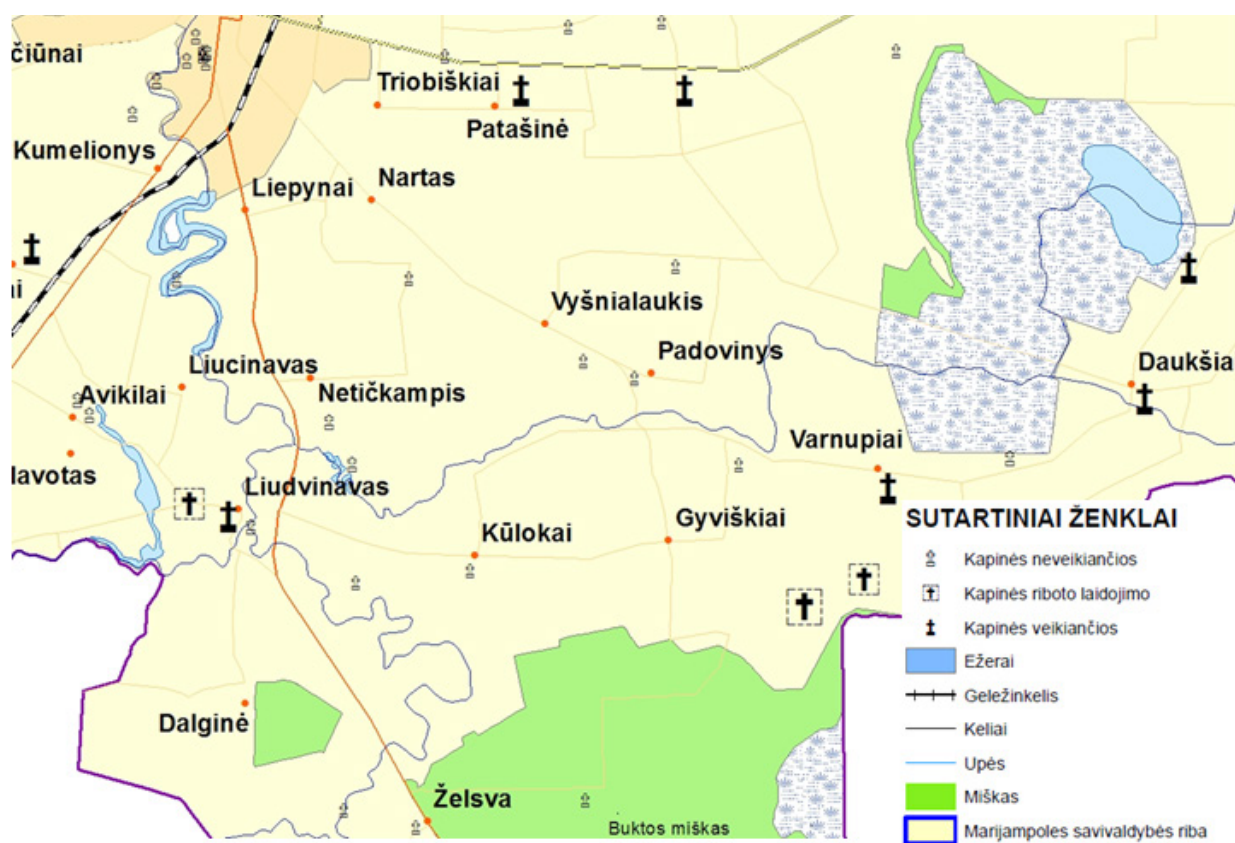 čiūnai
Triobiškiai
Patašinė
Kumelionys
Liepynai
Nartas
Vyšnialaukis
Padovinys
Daukšia
Liucinavas
Avikilai
Netičkampis
Varnupiai
Liudvinavas
Kūlokai
Gyviškiai
Dalginė
Želsva
Buktos miškas
SUTARTINIAI ŽENKLAI
Kapinės neveikiančios
Kapinės riboto laidojimo
Kapinės veikiančios
Ežerai
Geležinkelis
Keliai
Upės
Miškas
Marijampoles savivaldybės riba